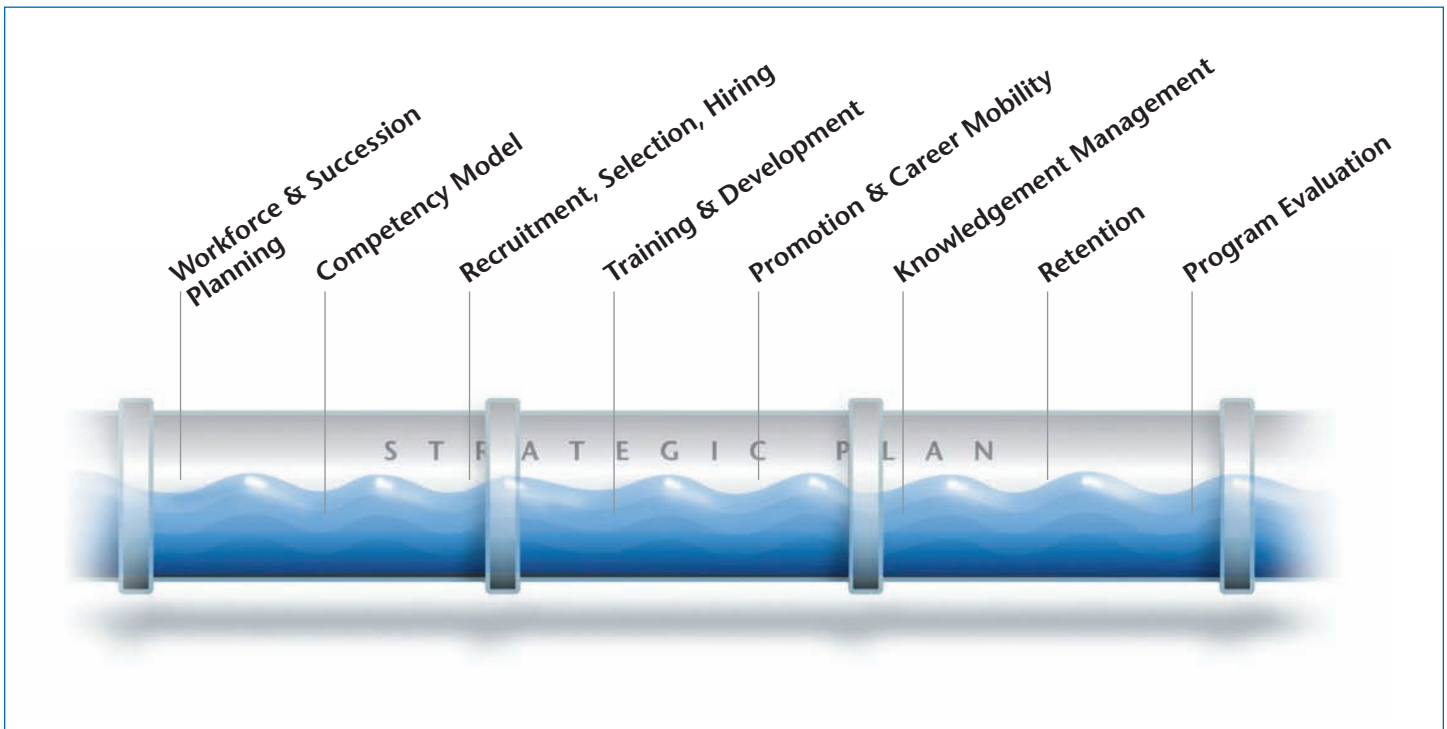 Workforce & Succession
Planning
Competency Model
Recruitment, Selection, Hiring
Training & Development
Promotion & Career Mobility
Knowledgement Management
Retention
Program Evaluation
STRATEGIC PLAN